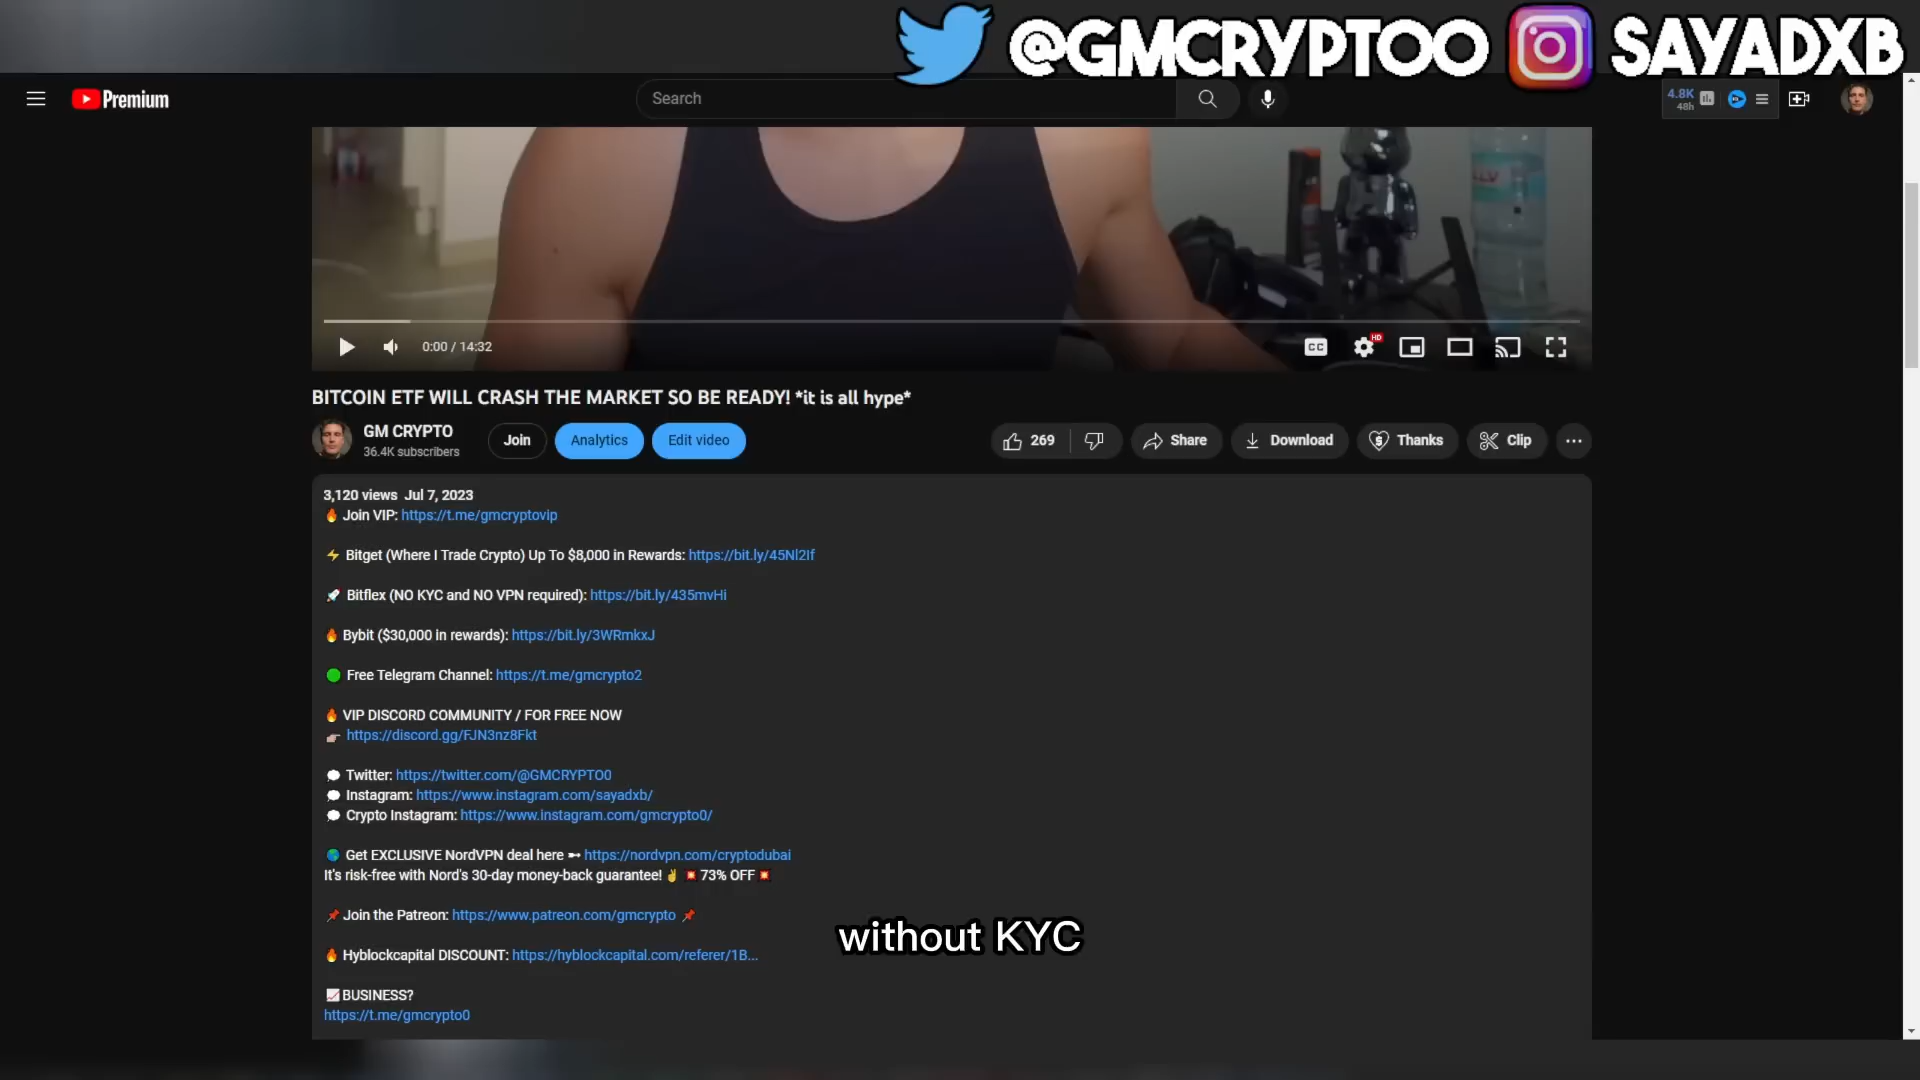 @GMCRYPTOO SAYADXB
Premium
Search
4.8K
48h
0:00 / 14:32
CC
HD
BITCOIN ETF WILL CRASH THE MARKET SO BE READY! *it is all hype*
GM CRYPTO
36.4K subscribers
Join
Analytics
Edit video
269
Share
Download
Thanks
Clip
3,120 views Jul 7, 2023
🔥 Join VIP: https://t.me/gmcryptovip
⚡ Bitget (Where I Trade Crypto) Up To $8,000 in Rewards: https://bit.ly/45Nl2If
🚀 Bitflex (NO KYC and NO VPN required): https://bit.ly/435mvHi
🔥 Bybit ($30,000 in rewards): https://bit.ly/3WRmkxJ
🟢 Free Telegram Channel: https://t.me/gmcrypto2
🔥 VIP DISCORD COMMUNITY / FOR FREE NOW
👉 https://discord.gg/FJN3nz8Fkt
💭 Twitter: https://twitter.com/@GMCRYPTO0
💭 Instagram: https://www.instagram.com/sayadxb/
💭 Crypto Instagram: https://www.instagram.com/gmcrypto0/
🌎 Get EXCLUSIVE NordVPN deal here ➼ https://nordvpn.com/cryptodubai
It's risk-free with Nord's 30-day money-back guarantee! ✌ 💥 73% OFF 💥
📌 Join the Patreon: https://www.patreon.com/gmcrypto 📌
without KYC
🔥 Hyblockcapital DISCOUNT: https://hyblockcapital.com/referer/1B...
📈 BUSINESS?
https://t.me/gmcrypto0